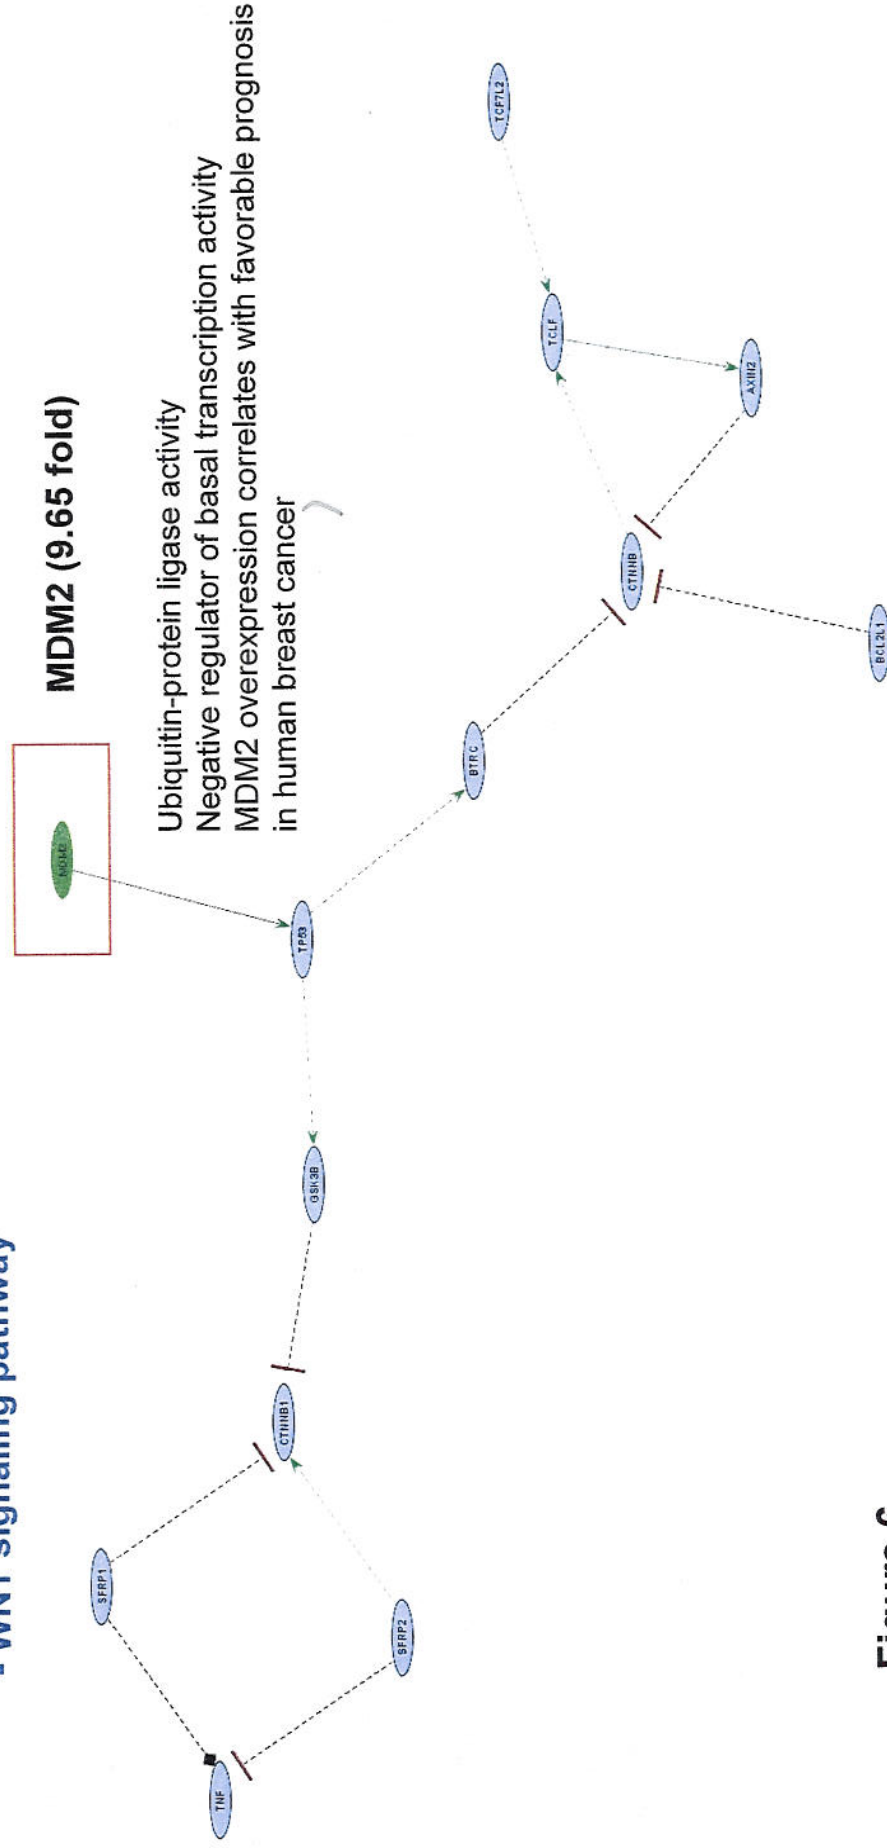 - WNT signaling pathway
MDM2 (9.65 fold)
Ubiquitin-protein ligase activity
Negative regulator of basal transcription activity
MDM2 overexpression correlates with favorable prognosis
in human breast cancer
MDM2
TP53
SFRP1
TNF
SFRP2
CTNNB1
GSK3B
BTRC
CTNNB
TCLF
TCF7L2
AXIN2
BCL2L1
Figure 6